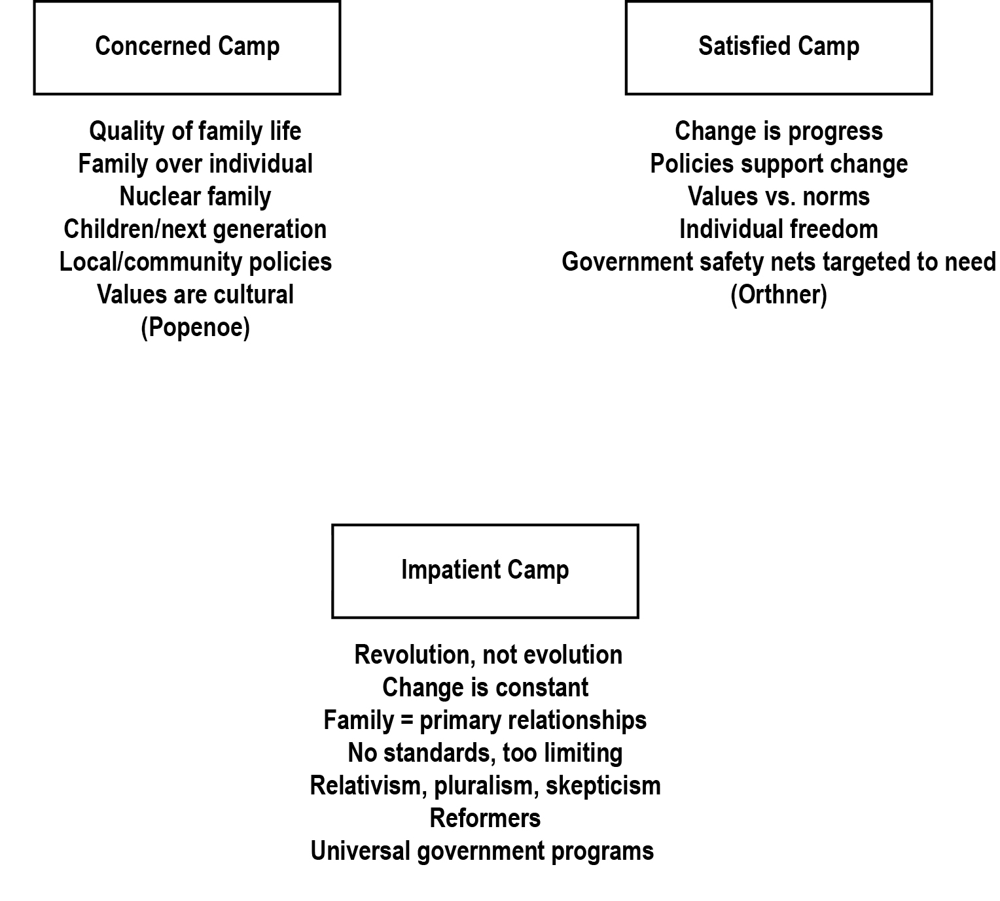 Concerned Camp
Quality of family life
Family over individual
Nuclear family
Children/next generation
Local/community policies
Values are cultural
(Popenoe)
Satisfied Camp
Change is progress
Policies support change
Values vs. norms
Individual freedom
Government safety nets targeted to need
(Orthner)
Impatient Camp
Revolution, not evolution
Change is constant
Family = primary relationships
No standards, too limiting
Relativism, pluralism, skepticism
Reformers
Universal government programs